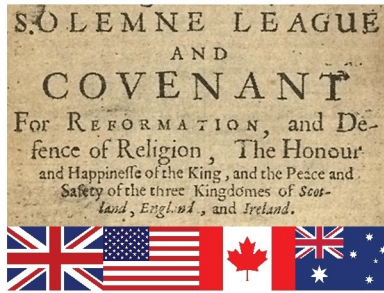 SOLEMNE LEAGUE
AND
COVENANT
For REFORMATION, and De-
fence of Religion, The Honour
and Happineſſe of the King, and the Peace and
Safety of the three Kingdomes of Scot-
land, England, and Ireland.